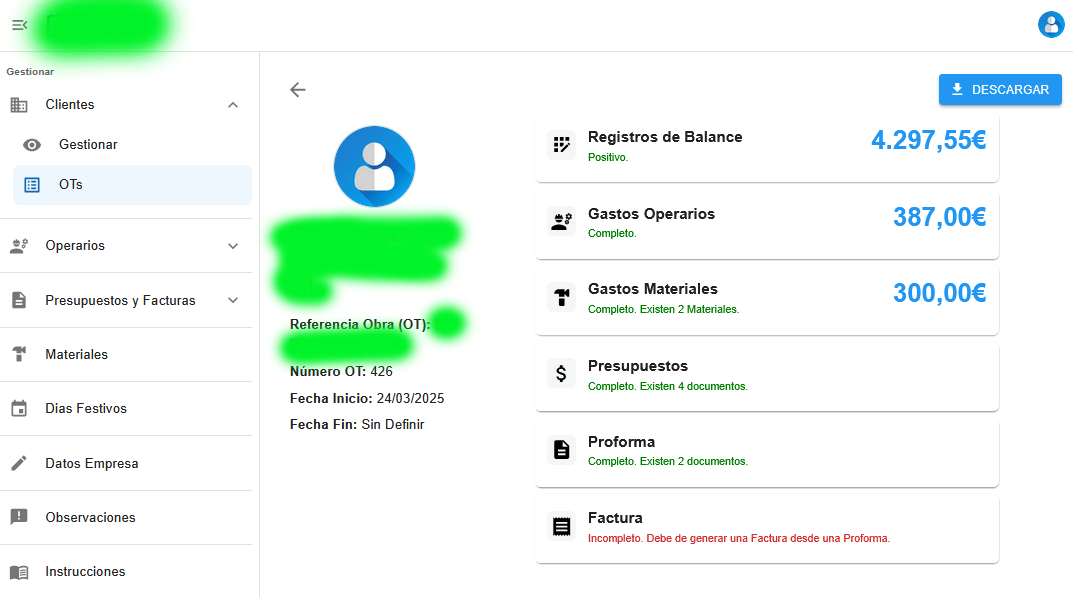 Gestionar
Clientes
Gestionar
OTs
Operarios
Presupuestos y Facturas
Materiales
Dias Festivos
Datos Empresa
Observaciones
Instrucciones
DESCARGAR
Referencia Obra (OT):
Número OT: 426
Fecha Inicio: 24/03/2025
Fecha Fin: Sin Definir
Registros de Balance
4.297,55€
Positivo.
Gastos Operarios
387,00€
Completo.
Gastos Materiales
300,00€
Completo. Existen 2 Materiales.
Presupuestos
Completo. Existen 4 documentos.
Proforma
Completo. Existen 2 documentos.
Factura
Incompleto. Debe de generar una Factura desde una Proforma.